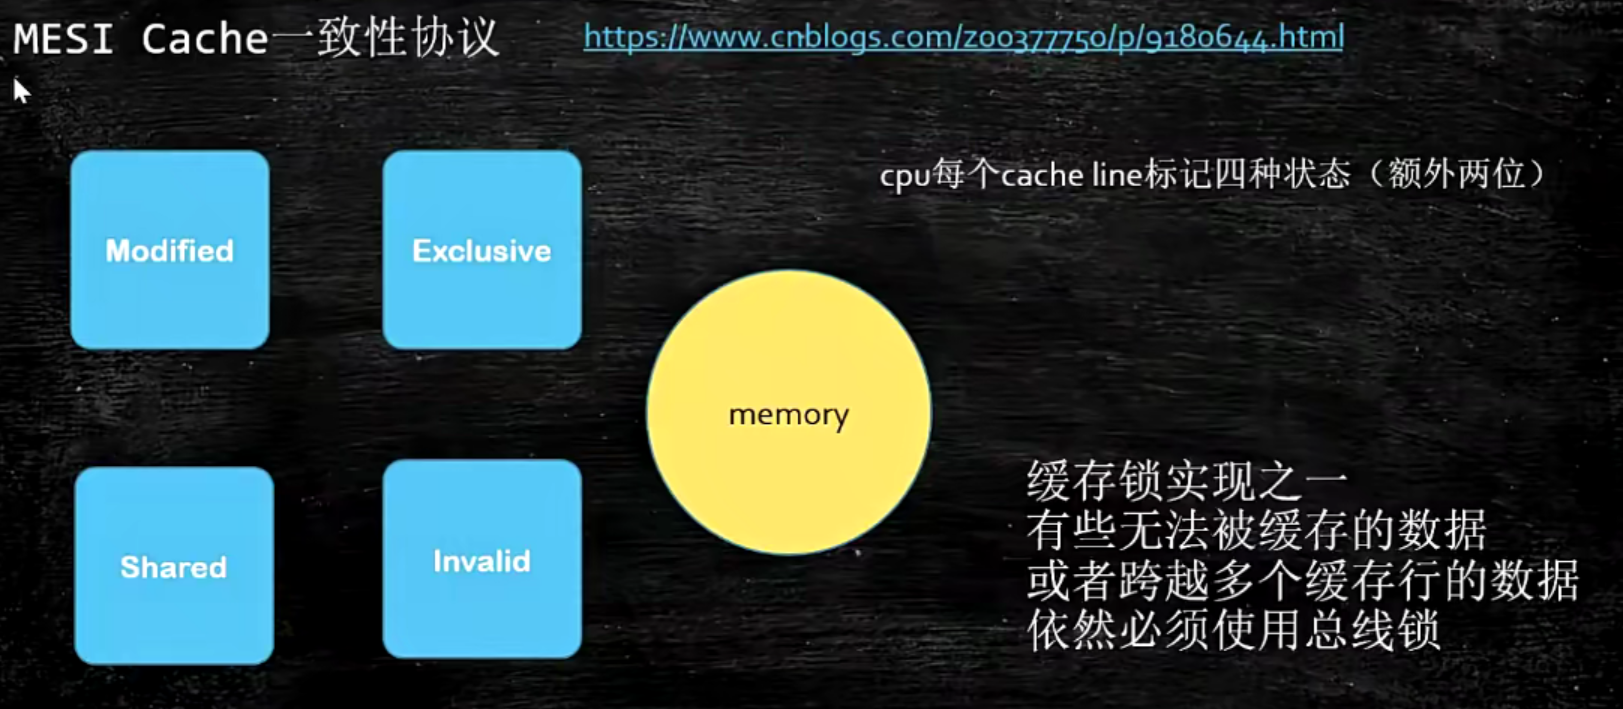 MESI Cache一致性协议
https://www.cnblogs.com/z00377750/p/9180644.html
cpu每个cache line标记四种状态（额外两位）
Modified
Exclusive
memory
Shared
Invalid
缓存锁实现之一
有些无法被缓存的数据
或者跨越多个缓存行的数据
依然必须使用总线锁